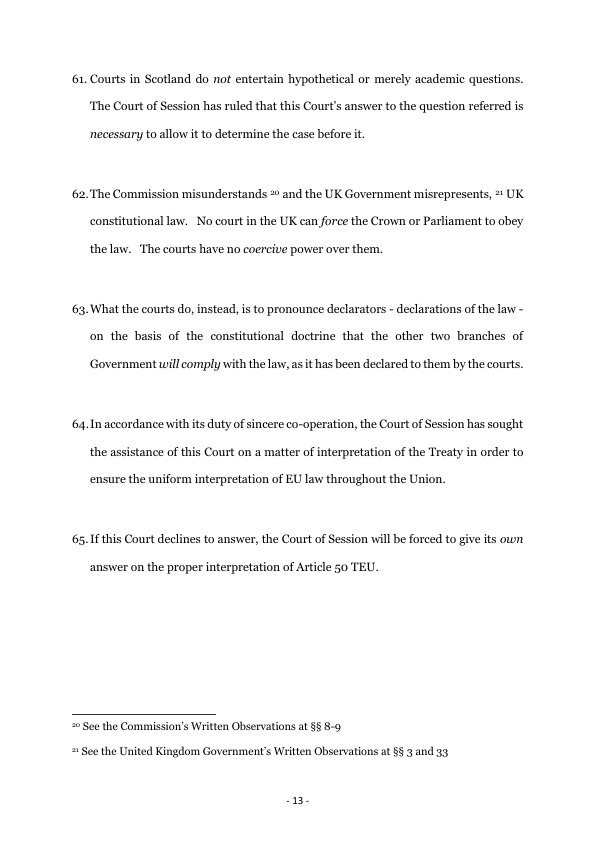 61. Courts in Scotland do not entertain hypothetical or merely academic questions.
The Court of Session has ruled that this Court’s answer to the question referred is
necessary to allow it to determine the case before it.
62. The Commission misunderstands 20 and the UK Government misrepresents, 21 UK
constitutional law. No court in the UK can force the Crown or Parliament to obey
the law. The courts have no coercive power over them.
63. What the courts do, instead, is to pronounce declarators - declarations of the law -
on the basis of the constitutional doctrine that the other two branches of
Government will comply with the law, as it has been declared to them by the courts.
64. In accordance with its duty of sincere co-operation, the Court of Session has sought
the assistance of this Court on a matter of interpretation of the Treaty in order to
ensure the uniform interpretation of EU law throughout the Union.
65. If this Court declines to answer, the Court of Session will be forced to give its own
answer on the proper interpretation of Article 50 TEU.
20 See the Commission’s Written Observations at §§ 8-9
21 See the United Kingdom Government’s Written Observations at §§ 3 and 33
- 13 -